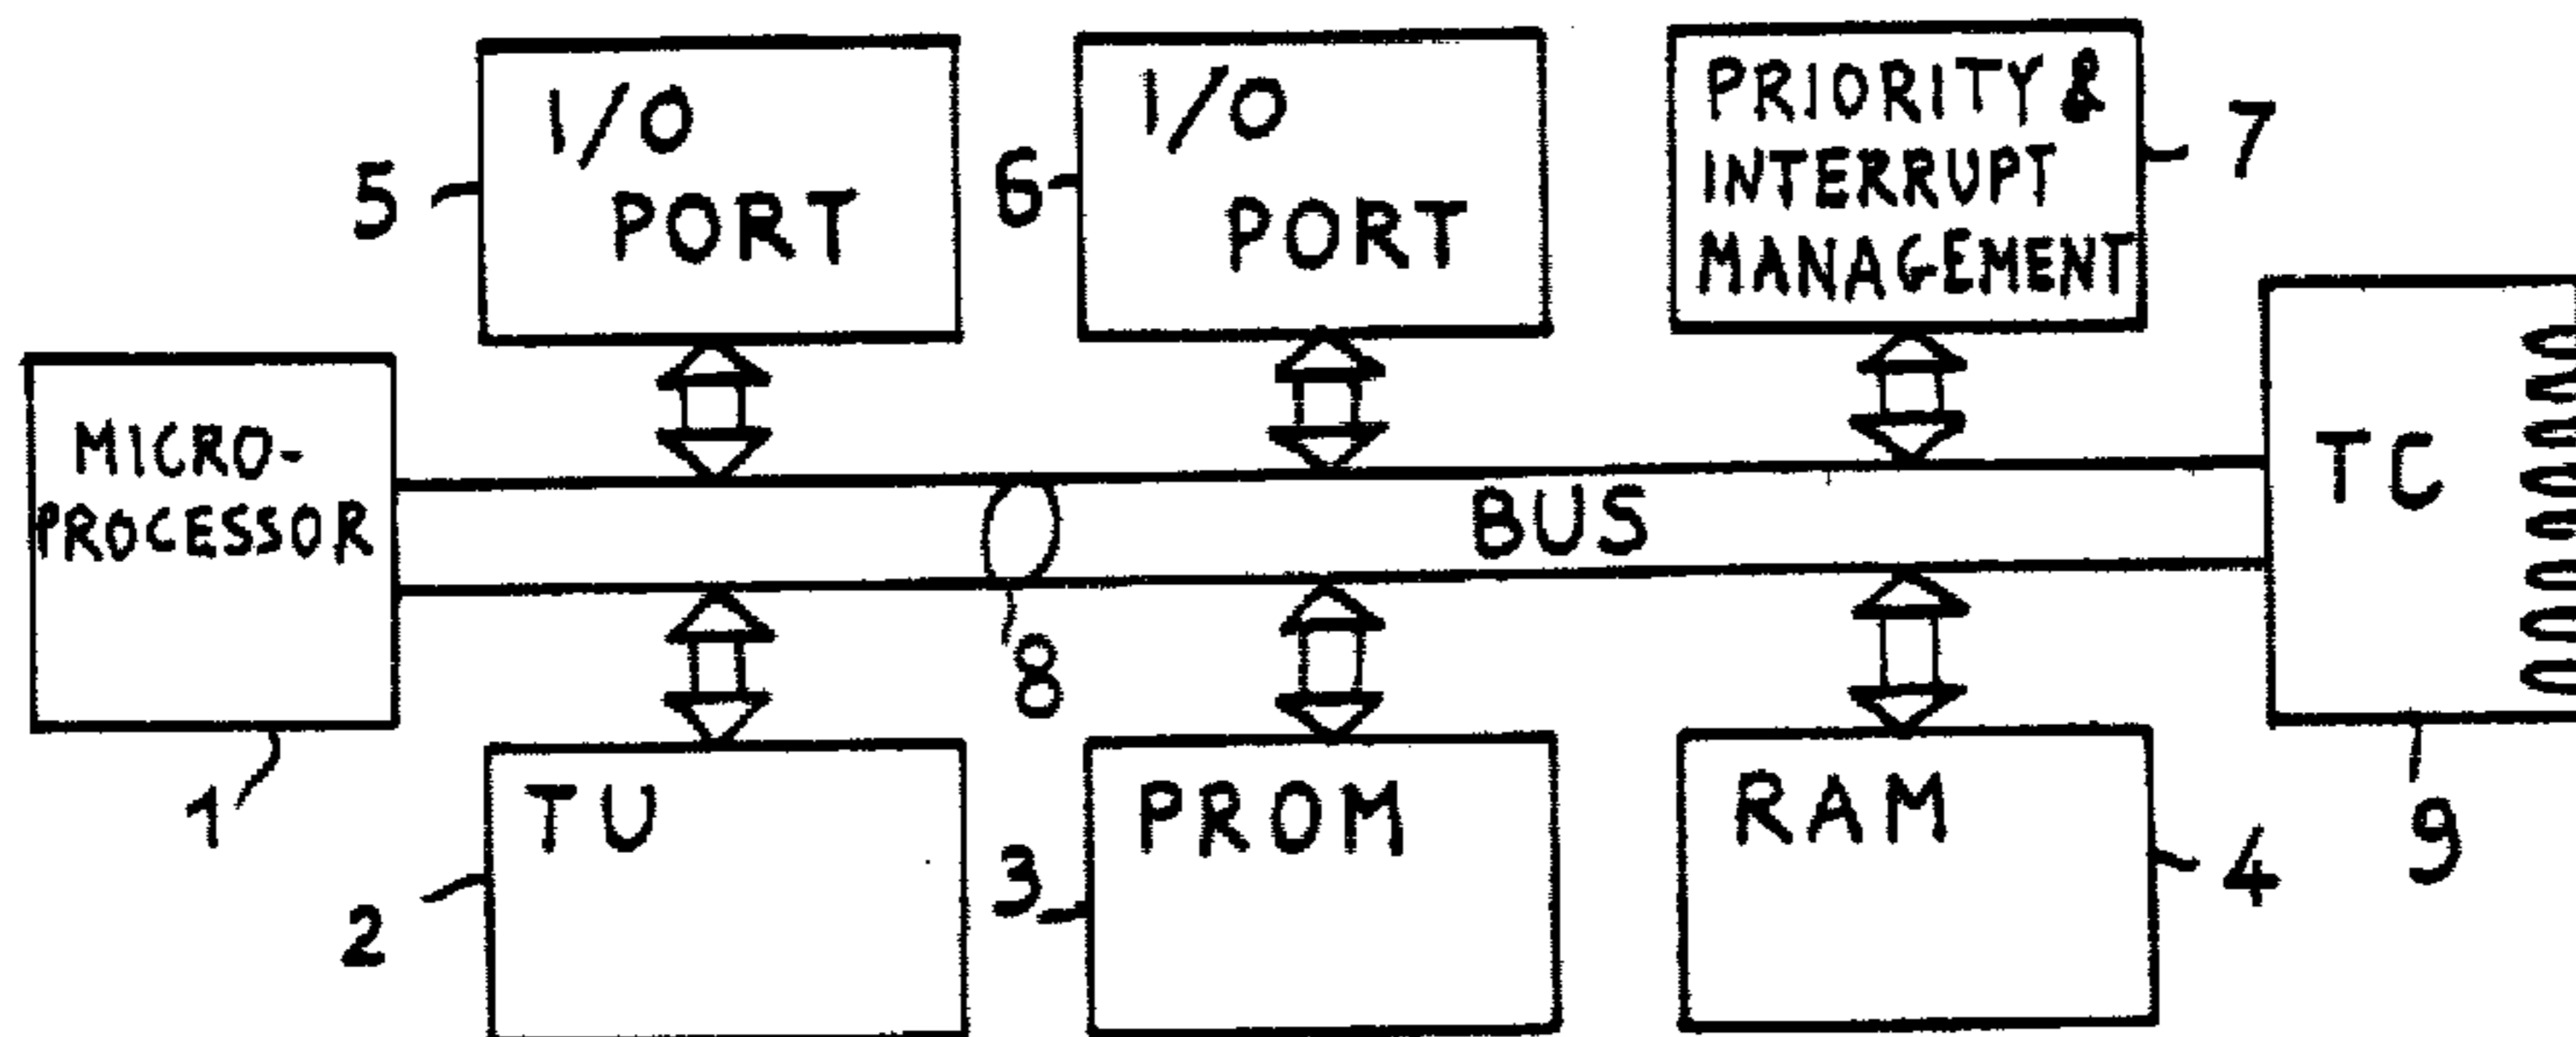 I/O
PORT
5
I/O
PORT
6
PRIORITY &
INTERRUPT
MANAGEMENT
7
MICRO-
PROCESSOR
1
BUS
8
TC
9
TU
2
PROM
3
RAM
4